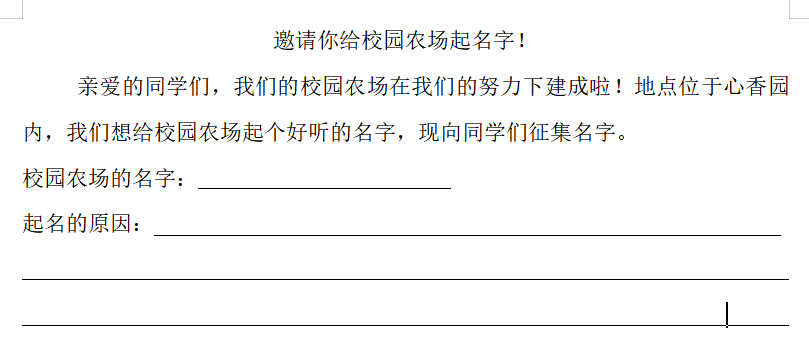 邀请你给校园农场起名字！
亲爱的同学们，我们的校园农场在我们的努力下建成啦！地点位于心香园
内，我们想给校园农场起个好听的名字，现向同学们征集名字。
校园农场的名字：
起名的原因：